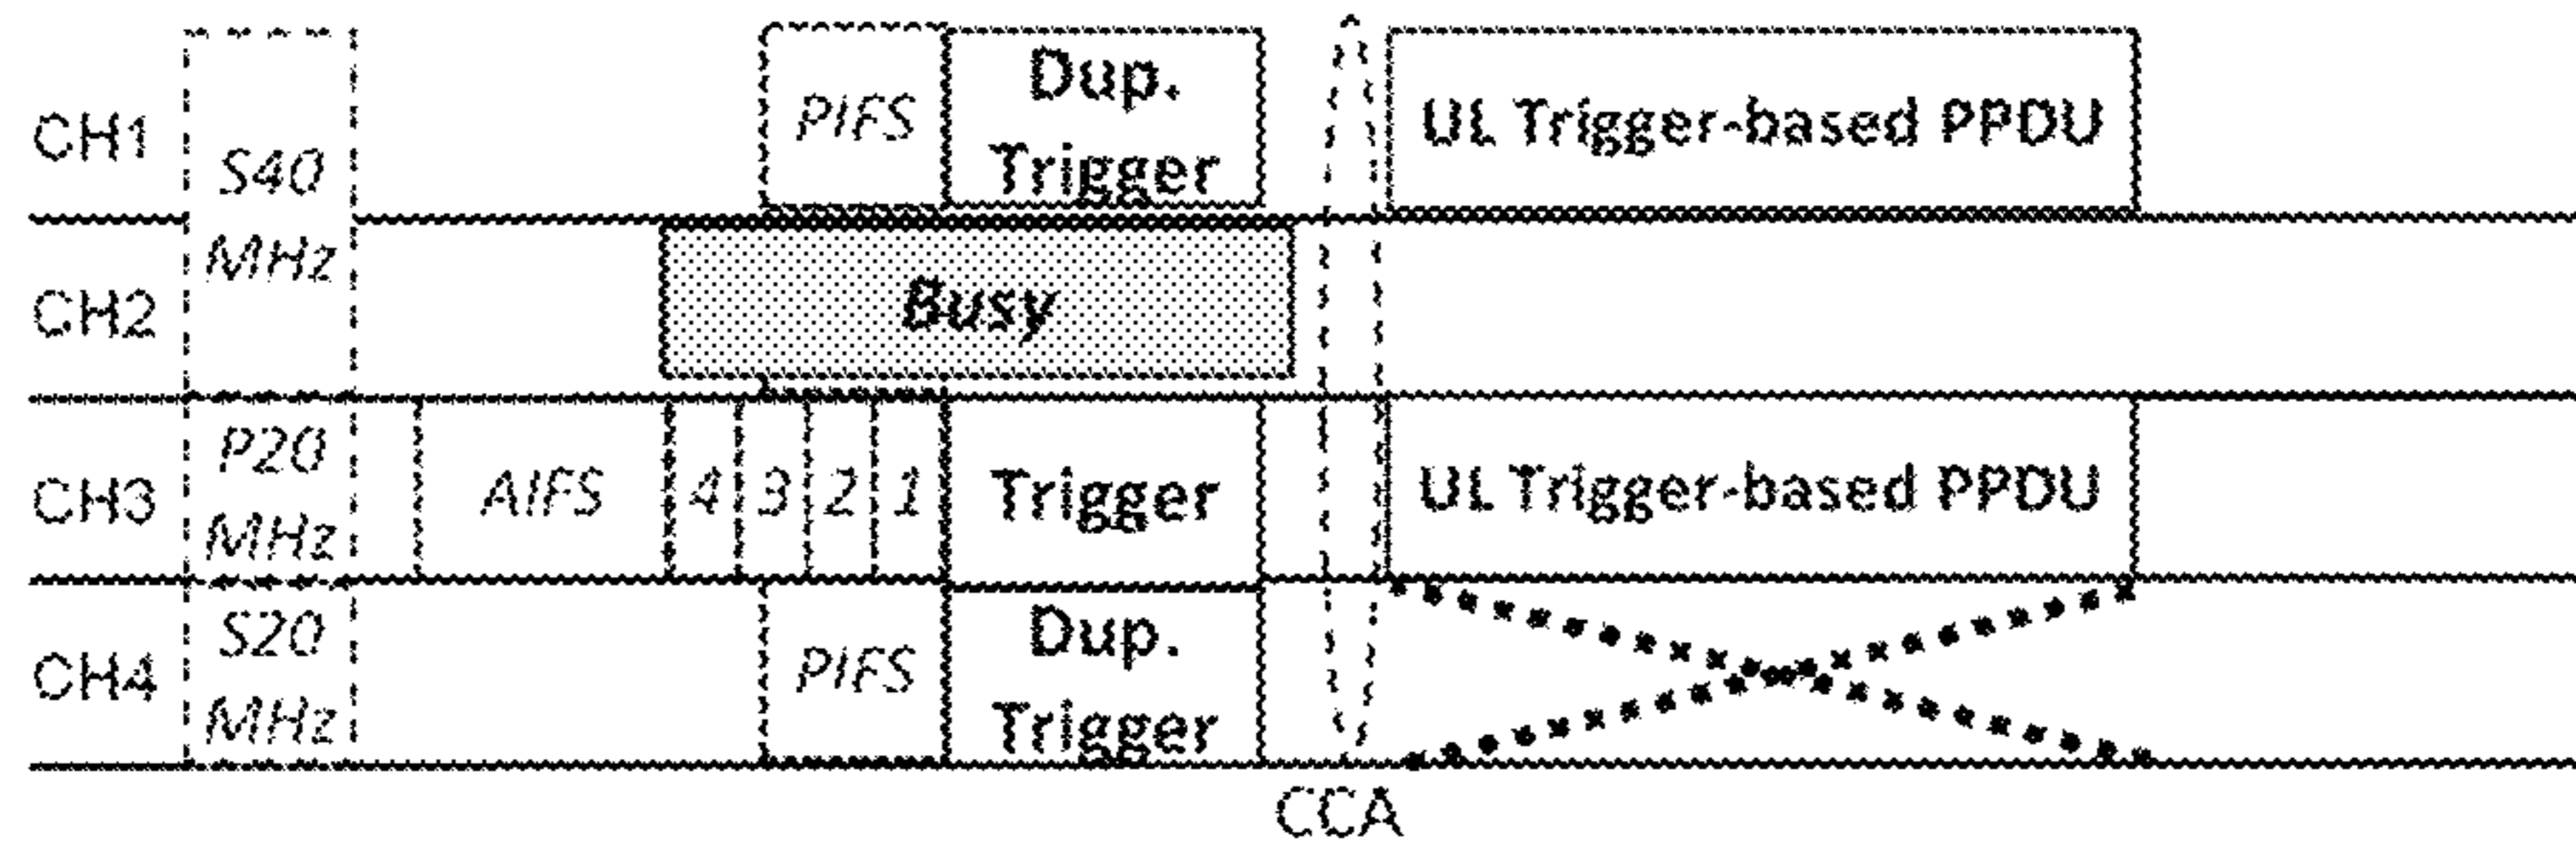 CH1
S40
MHz
PIFS
Dup.
Trigger
UL Trigger-based PPDU
CH2
Busy
CH3
P20
MHz
AIFS
4
3
2
1
Trigger
UL Trigger-based PPDU
CH4
S20
MHz
PIFS
Dup.
Trigger
CCA